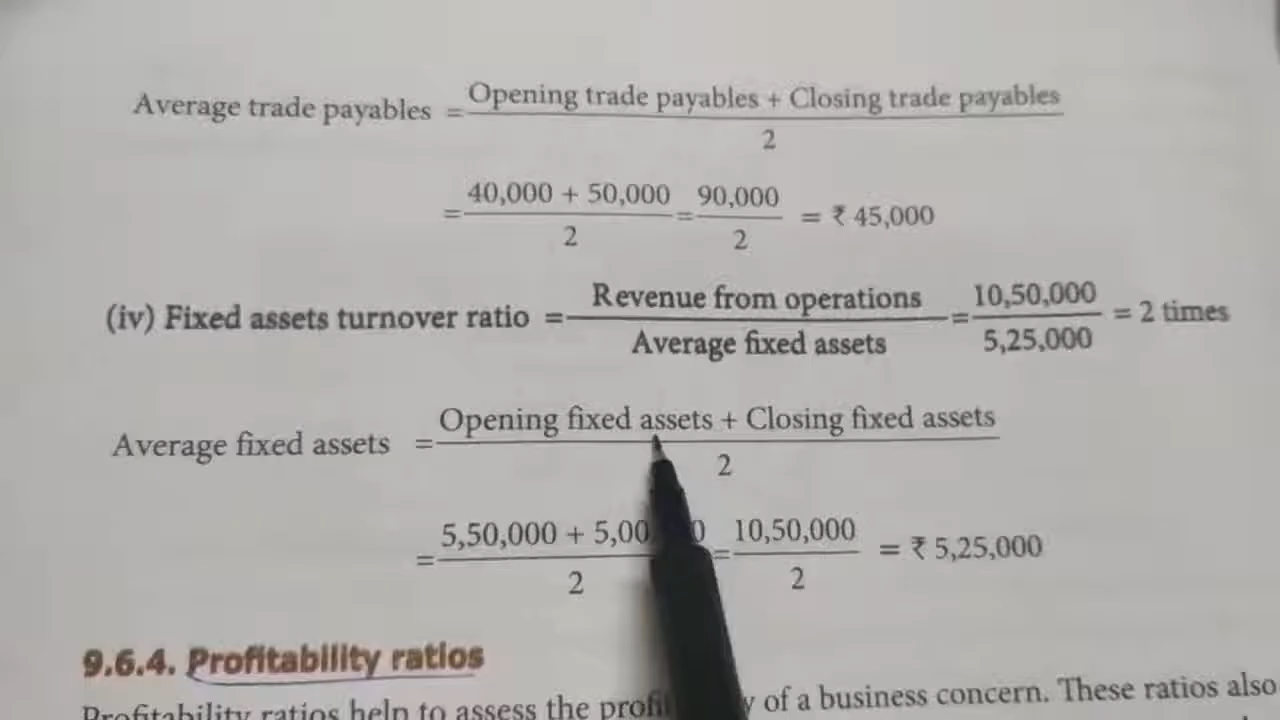 Average trade payables = Opening trade payables + Closing trade payables
2
= 40,000 + 50,000 = 90,000 = ₹ 45,000
2 2
(iv) Fixed assets turnover ratio = Revenue from operations = 10,50,000 = 2 times
Average fixed assets 5,25,000
Average fixed assets = Opening fixed assets + Closing fixed assets
2
= 5,50,000 + = 10,50,000 = ₹ 5,25,000
2 2
9.6.4. Profitability ratios
Profitability ratios help to assess the of a business concern. These ratios also